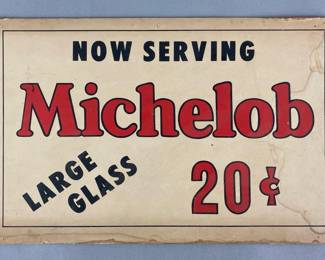 NOW SERVING
Michelob
LARGE
GLASS
20¢